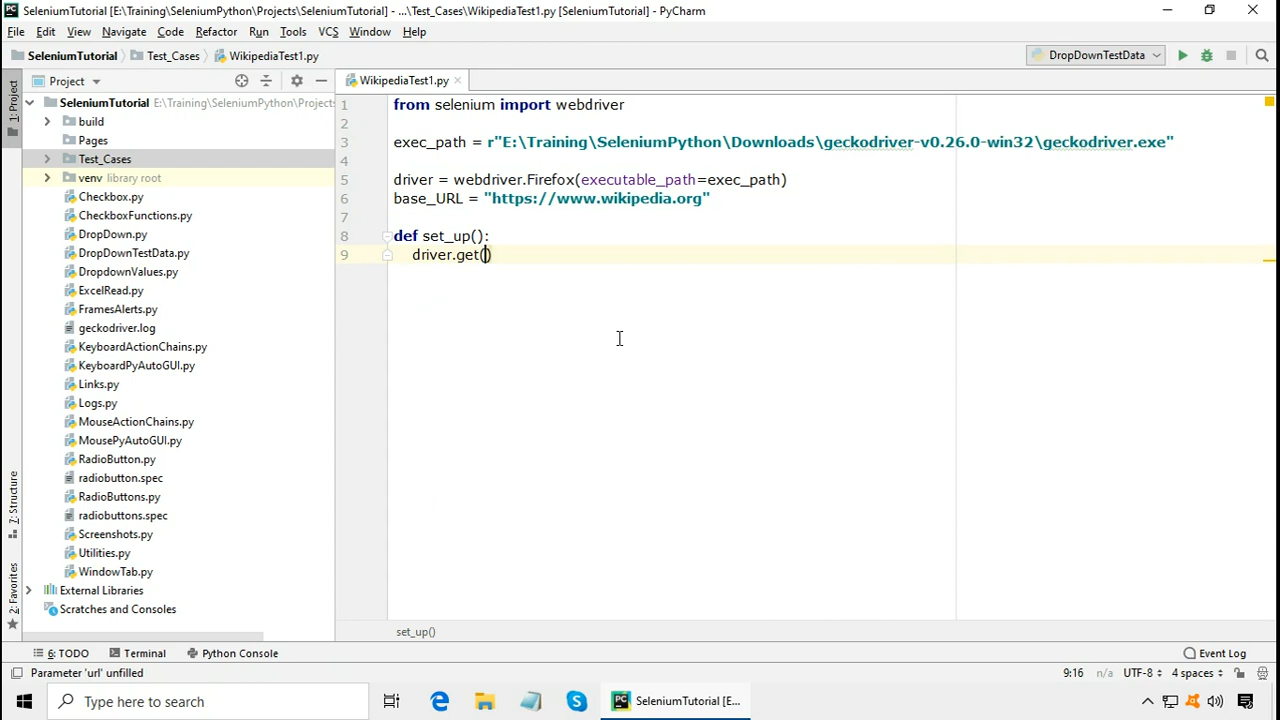 SeleniumTutorial [E:\Training\SeleniumPython\Projects\SeleniumTutorial] - ...\Test_Cases\WikipediaTest1.py [SeleniumTutorial] - PyCharm
File Edit View Navigate Code Refactor Run Tools VCS Window Help
SeleniumTutorial Test_Cases WikipediaTest1.py DropDownTestData
1: Project
Project
WikipediaTest1.py
SeleniumTutorial E:\Training\SeleniumPython\Projects
build
Pages
Test_Cases
venv library root
Checkbox.py
CheckboxFunctions.py
DropDown.py
DropDownTestData.py
DropdownValues.py
ExcelRead.py
FramesAlerts.py
geckodriver.log
KeyboardActionChains.py
KeyboardPyAutoGUI.py
Links.py
Logs.py
MouseActionChains.py
MousePyAutoGUI.py
RadioButton.py
radiobutton.spec
RadioButtons.py
radiobuttons.spec
Screenshots.py
Utilities.py
WindowTab.py
External Libraries
Scratches and Consoles
7: Structure
2: Favorites
1 from selenium import webdriver
2
3 exec_path = r"E:\Training\SeleniumPython\Downloads\geckodriver-v0.26.0-win32\geckodriver.exe"
4
5 driver = webdriver.Firefox(executable_path=exec_path)
6 base_URL = "https://www.wikipedia.org"
7
8 def set_up():
9 driver.get()
set_up()
6: TODO Terminal Python Console Event Log
Parameter 'url' unfilled 9:16 n/a UTF-8 4 spaces
Type here to search
PC SeleniumTutorial [E...